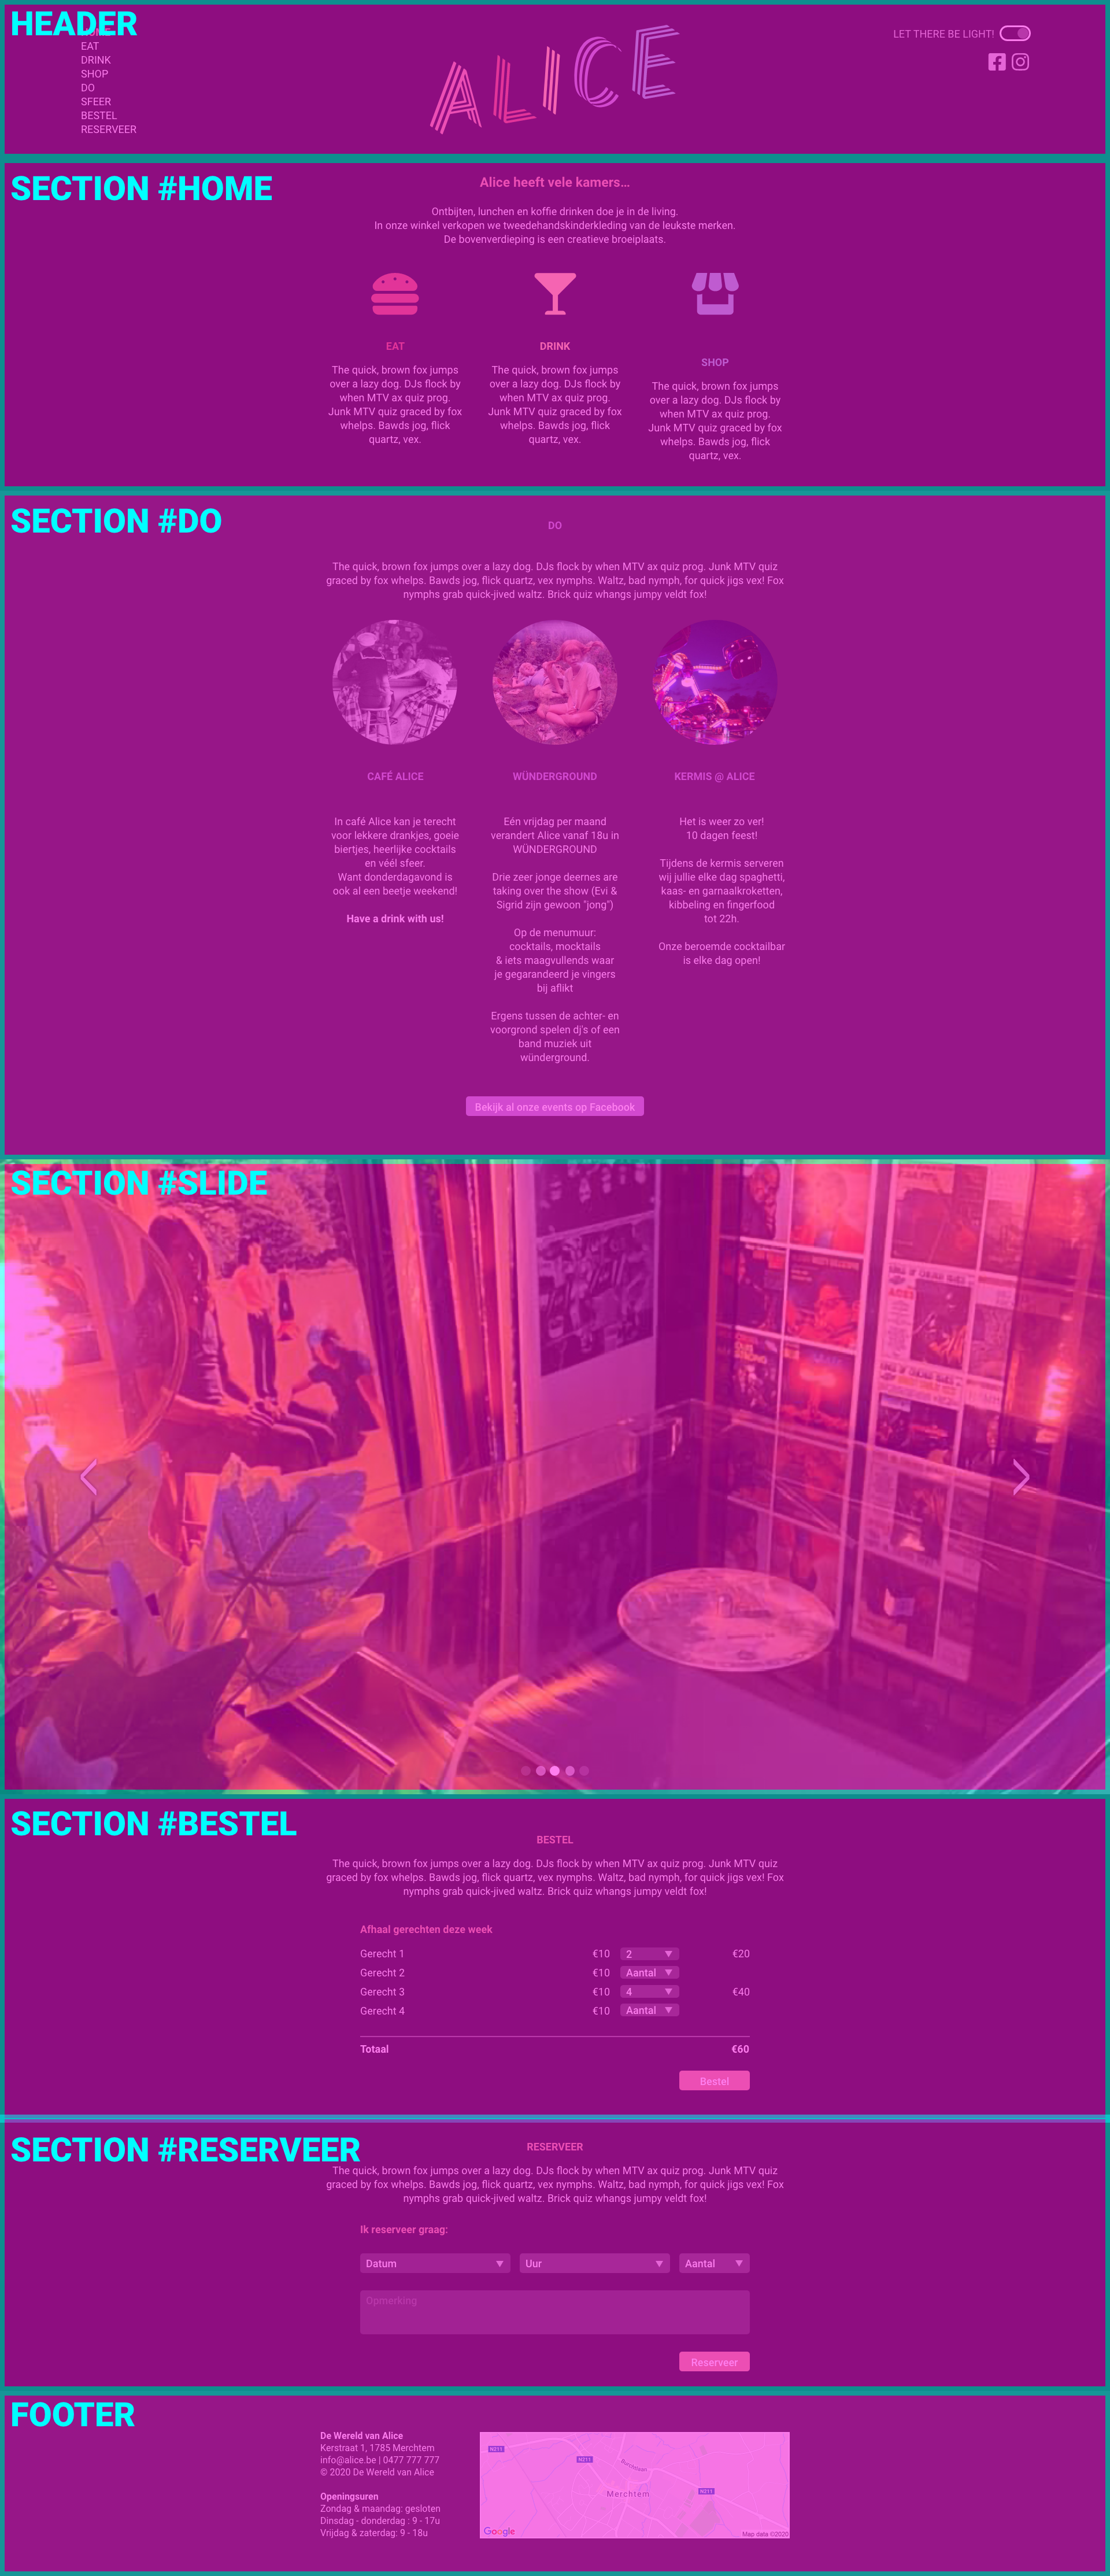 HEADER
EAT
DRINK
SHOP
DO
SFEER
BESTEL
RESERVEER
ALICE
LET THERE BE LIGHT!
SECTION #HOME
Alice heeft vele kamers...
Ontbijten, lunchen en koffie drinken doe je in de living.
In onze winkel verkopen we tweedehandskinderkleding van de leukste merken.
De bovenverdieping is een creatieve broeiplaats.
EAT
The quick, brown fox jumps
over a lazy dog. DJs flock by
when MTV ax quiz prog.
Junk MTV quiz graced by fox
whelps. Bawds jog, flick
quartz, vex.
DRINK
The quick, brown fox jumps
over a lazy dog. DJs flock by
when MTV ax quiz prog.
Junk MTV quiz graced by fox
whelps. Bawds jog, flick
quartz, vex.
SHOP
The quick, brown fox jumps
over a lazy dog. DJs flock by
when MTV ax quiz prog.
Junk MTV quiz graced by fox
whelps. Bawds jog, flick
quartz, vex.
SECTION #DO
DO
The quick, brown fox jumps over a lazy dog. DJs flock by when MTV ax quiz prog. Junk MTV quiz
graced by fox whelps. Bawds jog, flick quartz, vex nymphs. Waltz, bad nymph, for quick jigs vex! Fox
nymphs grab quick-jived waltz. Brick quiz whangs jumpy veldt fox!
CAFÉ ALICE
In café Alice kan je terecht
voor lekkere drankjes, goeie
biertjes, heerlijke cocktails
en véél sfeer.
Want donderdagavond is
ook al een beetje weekend!
Have a drink with us!
WÜNDERGROUND
Eén vrijdag per maand
verandert Alice vanaf 18u in
WÜNDERGROUND
Drie zeer jonge deernes are
taking over the show (Evi &
Sigrid zijn gewoon "jong")
Op de menumuur:
cocktails, mocktails
& iets maagvullends waar
je gegarandeerd je vingers
bij aflikt
Ergens tussen de achter- en
voorgrond spelen dj's of een
band muziek uit
wünderground.
KERMIS @ ALICE
Het is weer zo ver!
10 dagen feest!
Tijdens de kermis serveren
wij jullie elke dag spaghetti,
kaas- en garnaalkroketten,
kibbeling en fingerfood
tot 22h.
Onze beroemde cocktailbar
is elke dag open!
Bekijk al onze events op Facebook
SECTION #SLIDE
SECTION #BESTEL
BESTEL
The quick, brown fox jumps over a lazy dog. DJs flock by when MTV ax quiz prog. Junk MTV quiz
graced by fox whelps. Bawds jog, flick quartz, vex nymphs. Waltz, bad nymph, for quick jigs vex! Fox
nymphs grab quick-jived waltz. Brick quiz whangs jumpy veldt fox!
Afhaal gerechten deze week
Gerecht 1 €10 2 €20
Gerecht 2 €10 Aantal
Gerecht 3 €10 4 €40
Gerecht 4 €10 Aantal
Totaal €60
Bestel
SECTION #RESERVEER
RESERVEER
The quick, brown fox jumps over a lazy dog. DJs flock by when MTV ax quiz prog. Junk MTV quiz
graced by fox whelps. Bawds jog, flick quartz, vex nymphs. Waltz, bad nymph, for quick jigs vex! Fox
nymphs grab quick-jived waltz. Brick quiz whangs jumpy veldt fox!
Ik reserveer graag:
Datum Uur Aantal
Opmerking
Reserveer
FOOTER
De Wereld van Alice
Kerstraat 1, 1785 Merchtem
info@alice.be | 0477 777 777
© 2020 De Wereld van Alice
Openingsuren
Zondag & maandag: gesloten
Dinsdag - donderdag : 9 - 17u
Vrijdag & zaterdag: 9 - 18u
N211
N211
N211
Merchtem
Google
Map data ©2020